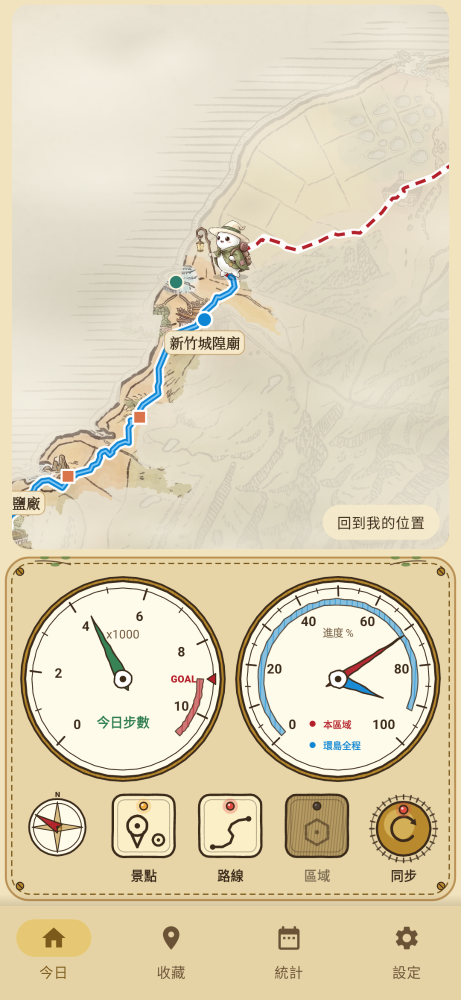 新竹城隍廟
鹽廠
回到我的位置
0
2
4
6
8
10
x1000
GOAL
今日步數
0
20
40
60
80
100
進度 %
本區域
環島全程
N
景點
路線
區域
同步
今日
收藏
統計
設定